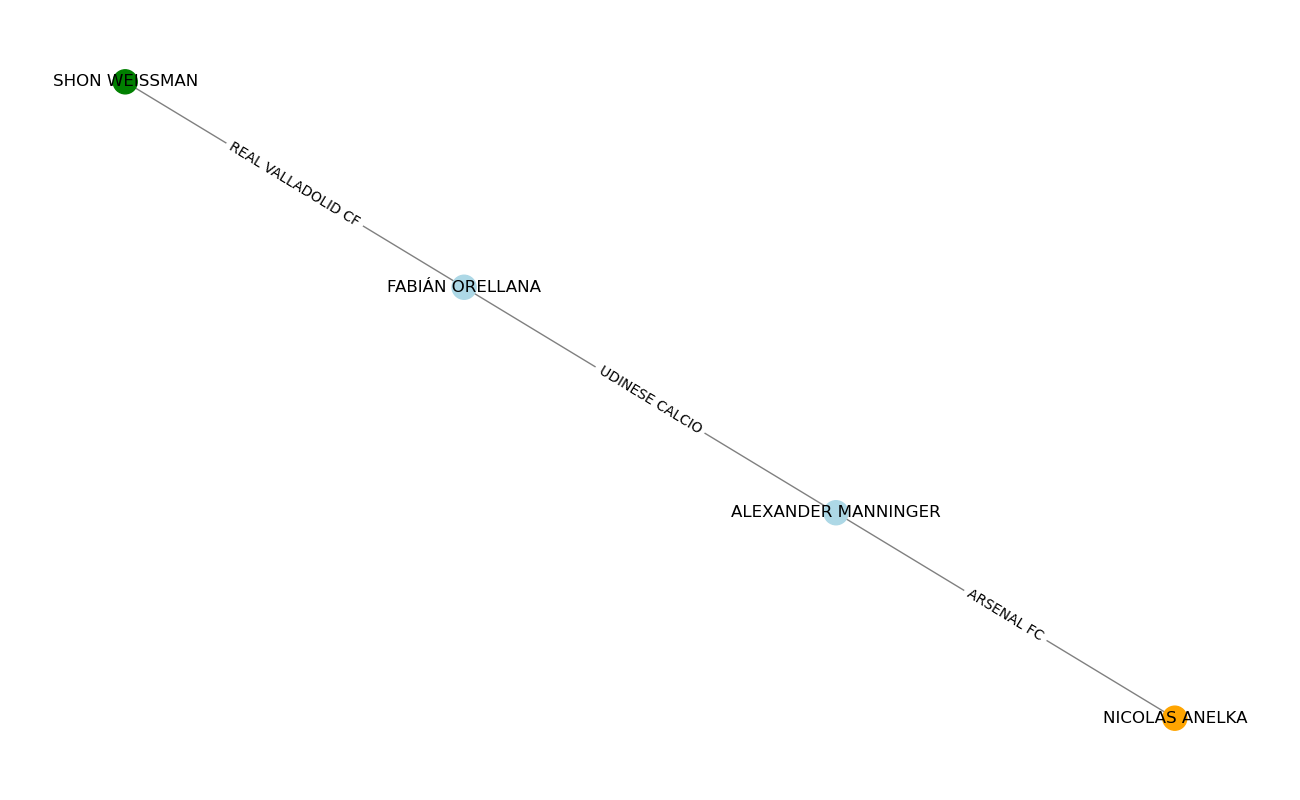 SHON WEISSMAN
REAL VALLADOLID CF
FABIÁN ORELLANA
UDINESE CALCIO
ALEXANDER MANNINGER
ARSENAL FC
NICOLAS ANELKA